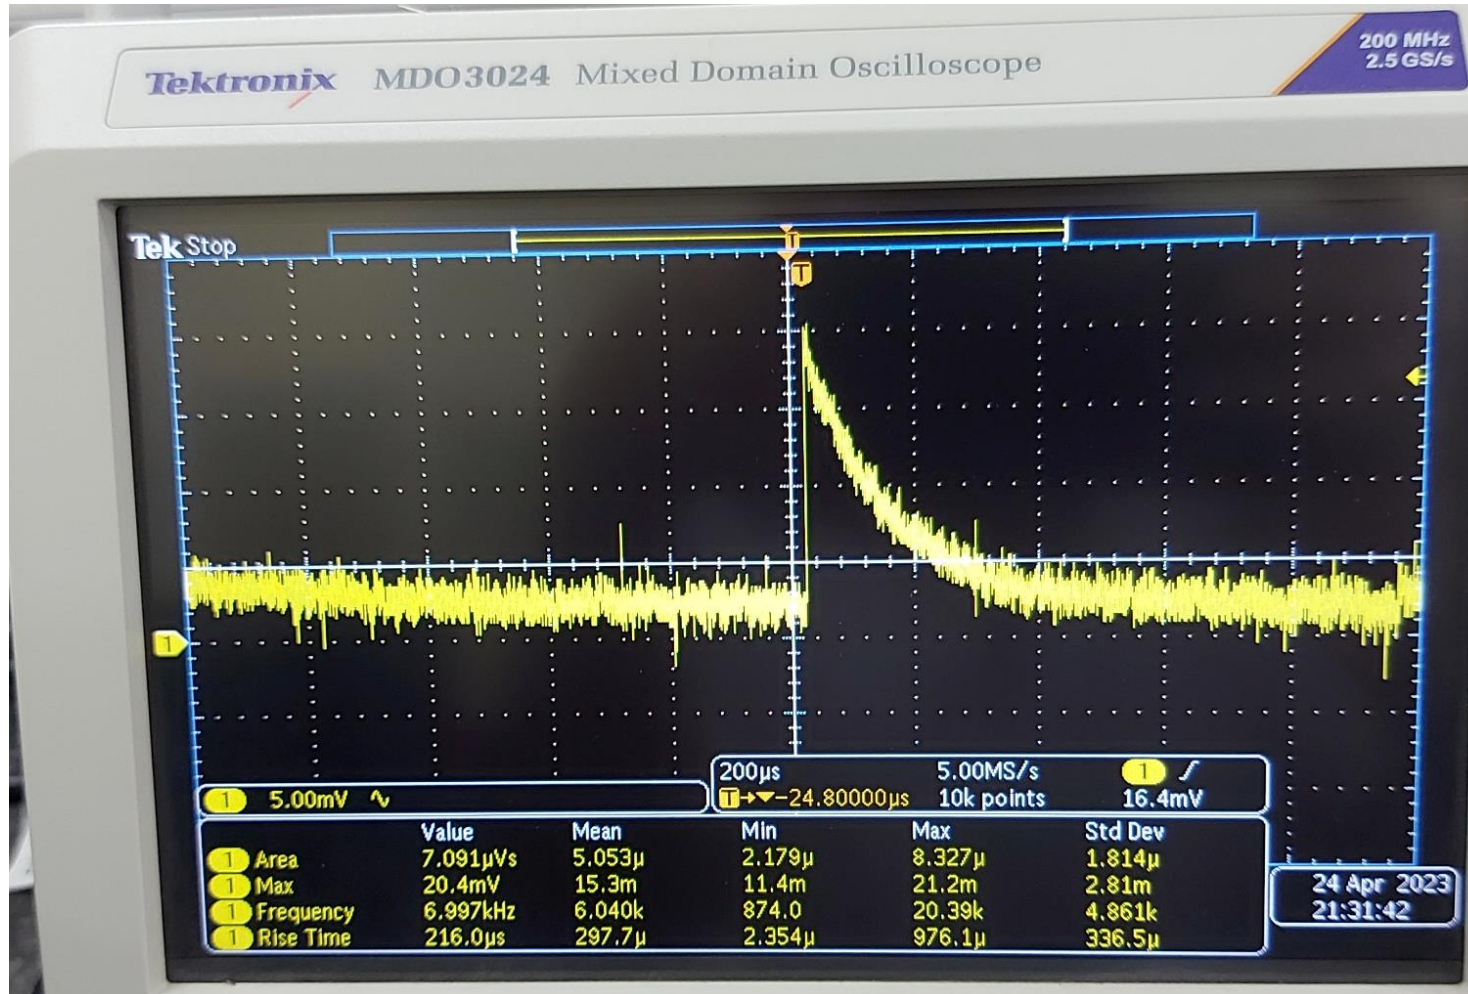 Tektronix MDO3024 Mixed Domain Oscilloscope
200 MHz
2.5 GS/s
Tek Stop
T
T
1
1 5.00mV
200µs 5.00MS/s 1
T→▼−24.80000µs 10k points 16.4mV
Value Mean Min Max Std Dev
1 Area 7.091µVs 5.053µ 2.179µ 8.327µ 1.814µ
1 Max 20.4mV 15.3m 11.4m 21.2m 2.81m
1 Frequency 6.997kHz 6.040k 874.0 20.39k 4.861k
1 Rise Time 216.0µs 297.7µ 2.354µ 976.1µ 336.5µ
24 Apr 2023
21:31:42